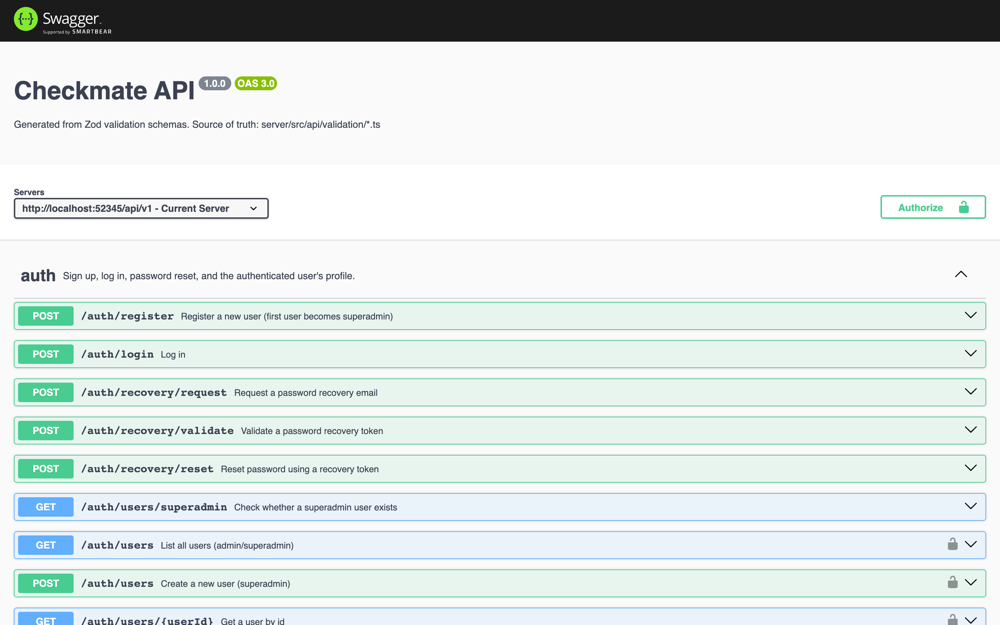 {···} Swagger™
Supported by SMARTBEAR
Checkmate API 1.0.0 OAS 3.0
Generated from Zod validation schemas. Source of truth: server/src/api/validation/*.ts
Servers
http://localhost:52345/api/v1 - Current Server
Authorize
auth Sign up, log in, password reset, and the authenticated user's profile.
POST /auth/register Register a new user (first user becomes superadmin)
POST /auth/login Log in
POST /auth/recovery/request Request a password recovery email
POST /auth/recovery/validate Validate a password recovery token
POST /auth/recovery/reset Reset password using a recovery token
GET /auth/users/superadmin Check whether a superadmin user exists
GET /auth/users List all users (admin/superadmin)
POST /auth/users Create a new user (superadmin)
GET /auth/users/{userId} Get a user by id